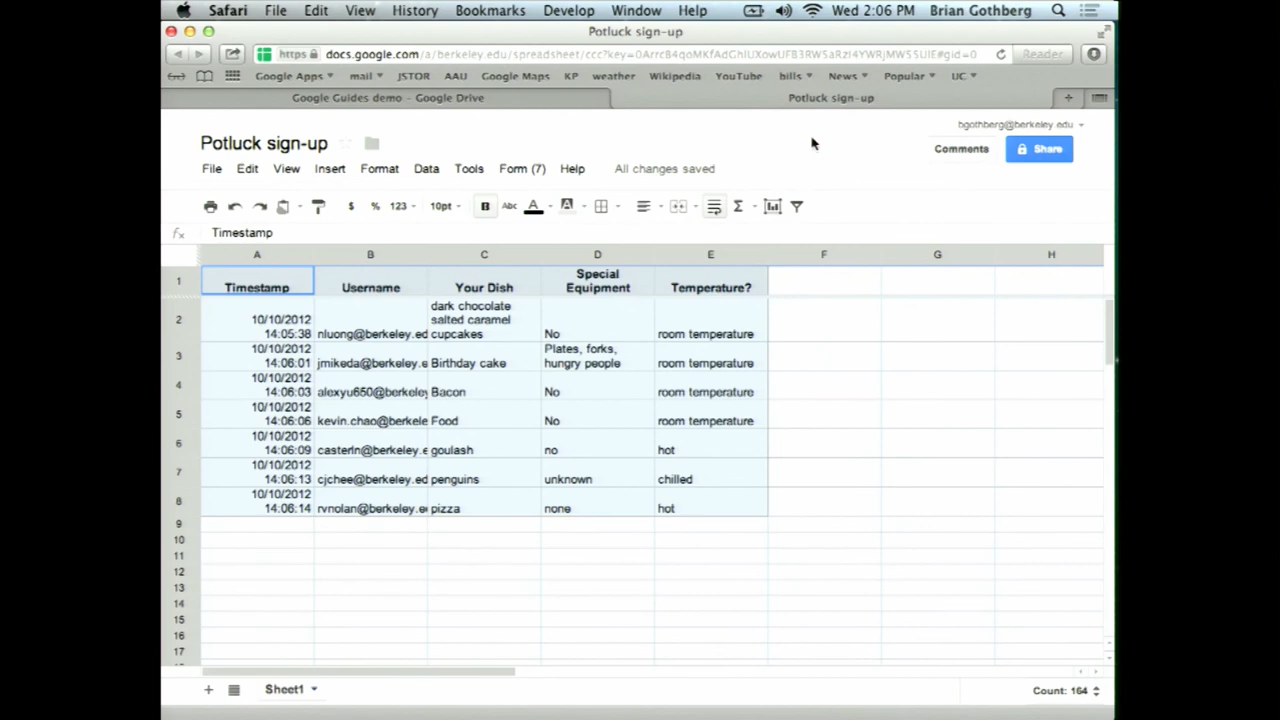 Safari File Edit View History Bookmarks Develop Window Help Wed 2:06 PM Brian Gothberg
Potluck sign-up
https docs.google.com Reader
Google Apps mail JSTOR AAU Google Maps KP weather Wikipedia YouTube bills News Popular UC
Google Guides demo – Google Drive Potluck sign-up
bgothberg@berkeley.edu
Potluck sign-up Comments Share
File Edit View Insert Format Data Tools Form (7) Help All changes saved
$ % 123 10pt B Abc A A Σ
fx Timestamp
A B C D E F G H
1 Timestamp Username Your Dish Special Equipment Temperature?
2 10/10/2012 14:05:38 nluong@berkeley.ed dark chocolate salted caramel cupcakes No room temperature
3 10/10/2012 14:06:01 jmikeda@berkeley.e Birthday cake Plates, forks, hungry people room temperature
4 10/10/2012 14:06:03 alexyu650@berkeley Bacon No room temperature
5 10/10/2012 14:06:06 kevin.chao@berkele Food No room temperature
6 10/10/2012 14:06:09 casterln@berkeley.e goulash no hot
7 10/10/2012 14:06:13 cjchee@berkeley.ed penguins unknown chilled
8 10/10/2012 14:06:14 rvnolan@berkeley.e pizza none hot
9
10
11
12
13
14
15
16
17
+ Sheet1 Count: 164